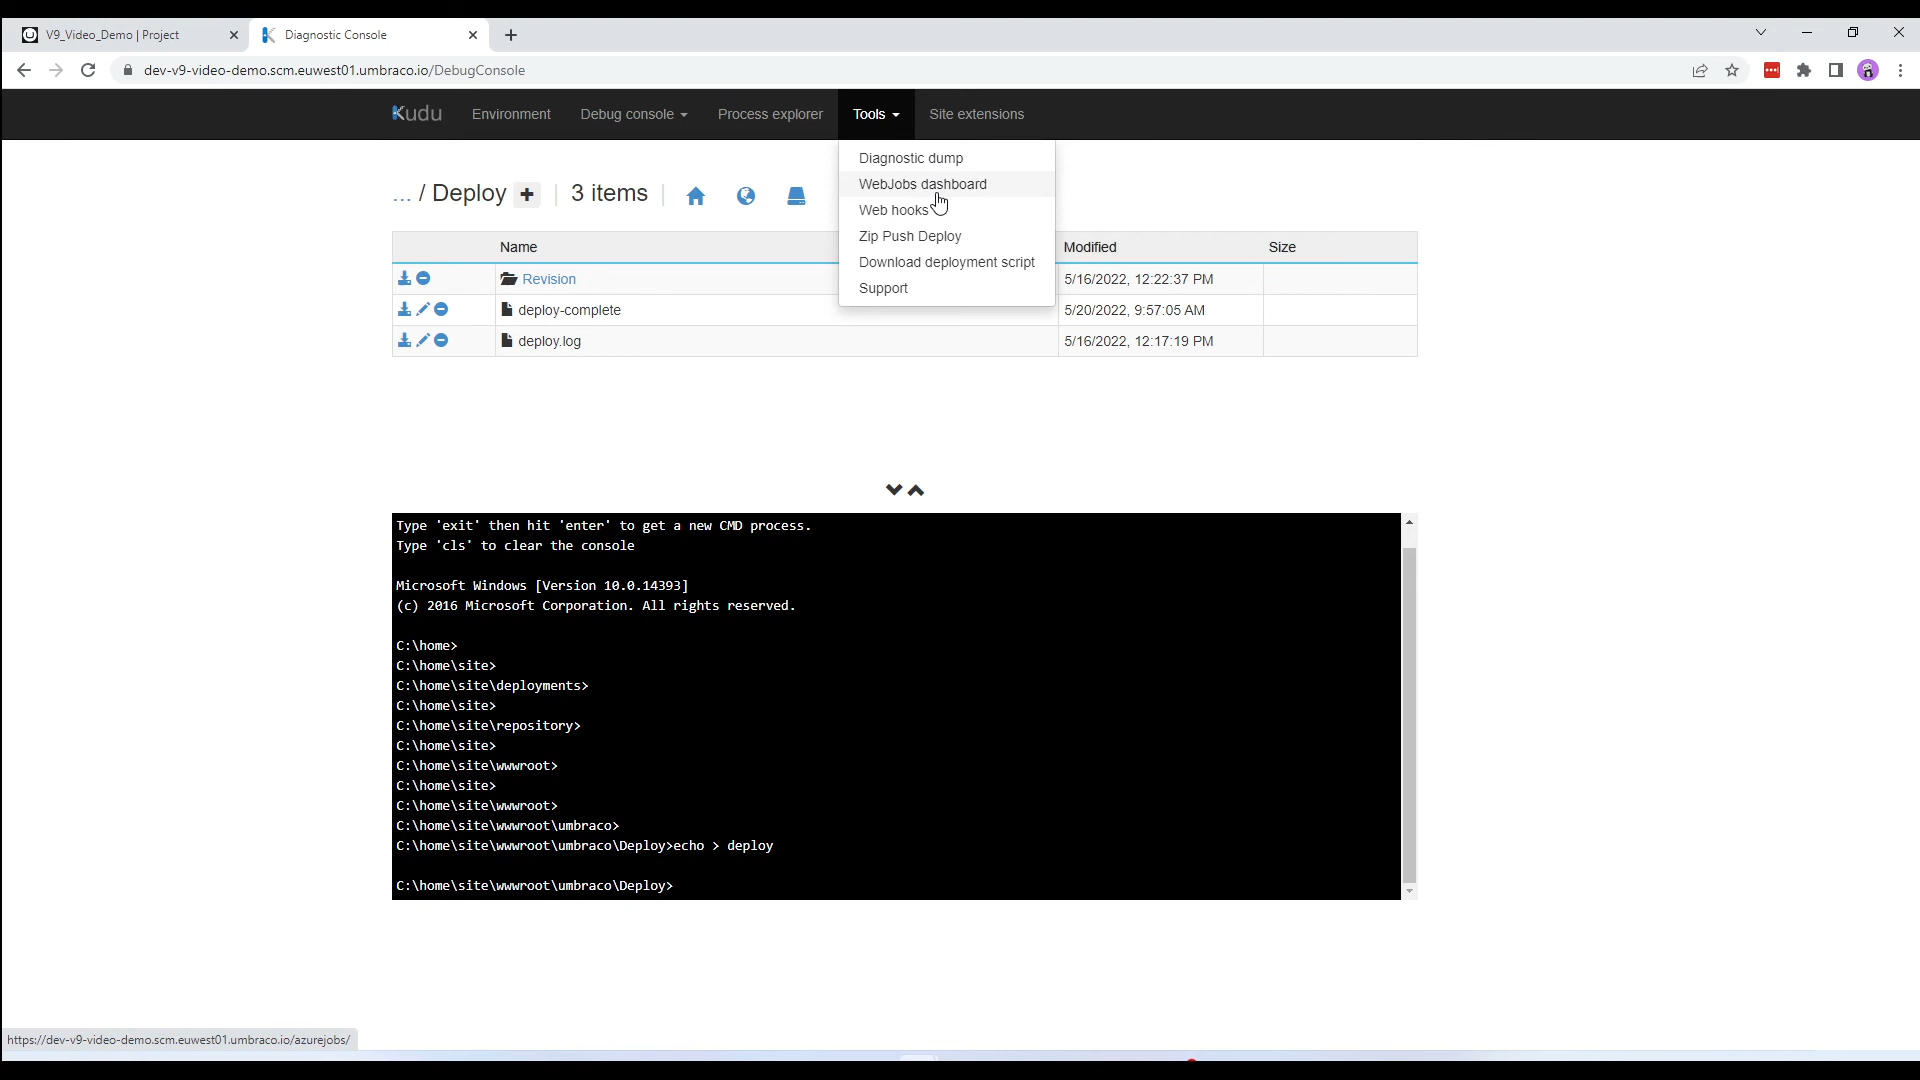 V9_Video_Demo | Project
Diagnostic Console
dev-v9-video-demo.scm.euwest01.umbraco.io/DebugConsole
Kudu
Environment
Debug console
Process explorer
Tools
Site extensions
Diagnostic dump
WebJobs dashboard
Web hooks
Zip Push Deploy
Download deployment script
Support
... / Deploy + | 3 items
Name Modified Size
Revision 5/16/2022, 12:22:37 PM
deploy-complete 5/20/2022, 9:57:05 AM
deploy.log 5/16/2022, 12:17:19 PM
Type 'exit' then hit 'enter' to get a new CMD process.
Type 'cls' to clear the console
Microsoft Windows [Version 10.0.14393]
(c) 2016 Microsoft Corporation. All rights reserved.
C:\home>
C:\home\site>
C:\home\site\deployments>
C:\home\site>
C:\home\site\repository>
C:\home\site>
C:\home\site\wwwroot>
C:\home\site>
C:\home\site\wwwroot>
C:\home\site\wwwroot\umbraco>
C:\home\site\wwwroot\umbraco\Deploy>echo > deploy
C:\home\site\wwwroot\umbraco\Deploy>
https://dev-v9-video-demo.scm.euwest01.umbraco.io/azurejobs/